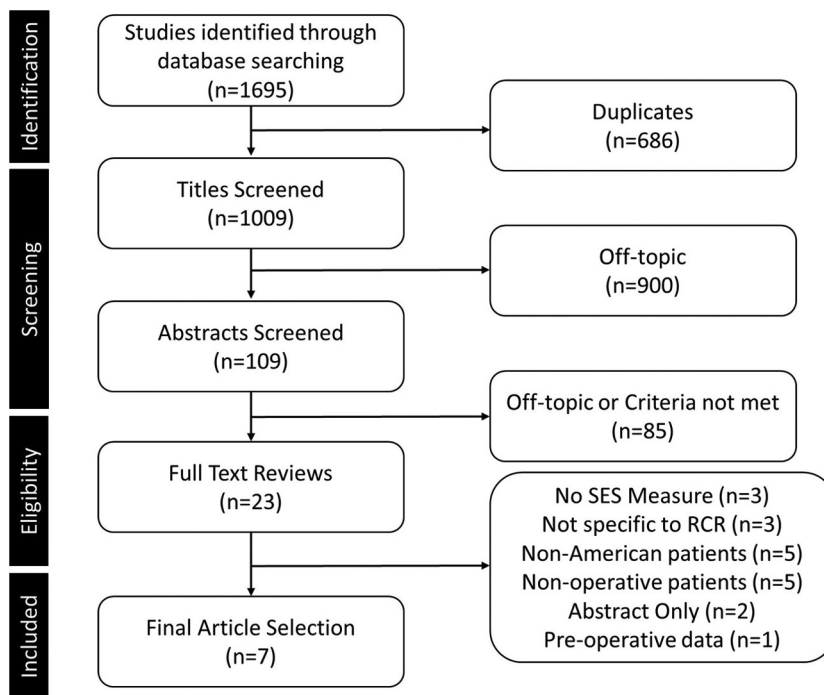 Identification
Studies identified through
database searching
(n=1695)
Duplicates
(n=686)
Screening
Titles Screened
(n=1009)
Off-topic
(n=900)
Abstracts Screened
(n=109)
Off-topic or Criteria not met
(n=85)
Eligibility
Full Text Reviews
(n=23)
No SES Measure (n=3)
Not specific to RCR (n=3)
Non-American patients (n=5)
Non-operative patients (n=5)
Abstract Only (n=2)
Pre-operative data (n=1)
Included
Final Article Selection
(n=7)